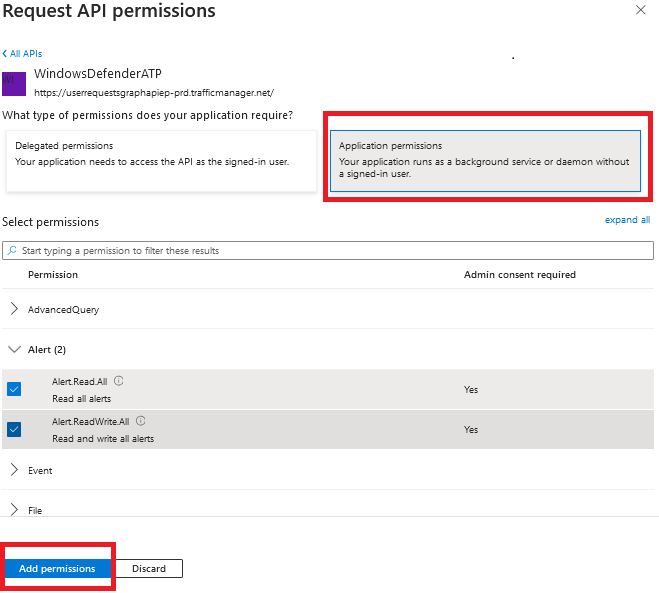 Request API permissions
All APIs
WI
WindowsDefenderATP
https://userrequestsgraphapiep-prd.trafficmanager.net/
What type of permissions does your application require?
Delegated permissions
Your application needs to access the API as the signed-in user.
Application permissions
Your application runs as a background service or daemon without
a signed-in user.
Select permissions
expand all
Start typing a permission to filter these results
Permission
Admin consent required
AdvancedQuery
Alert (2)
Alert.Read.All
Read all alerts
Yes
Alert.ReadWrite.All
Read and write all alerts
Yes
Event
File
Add permissions
Discard